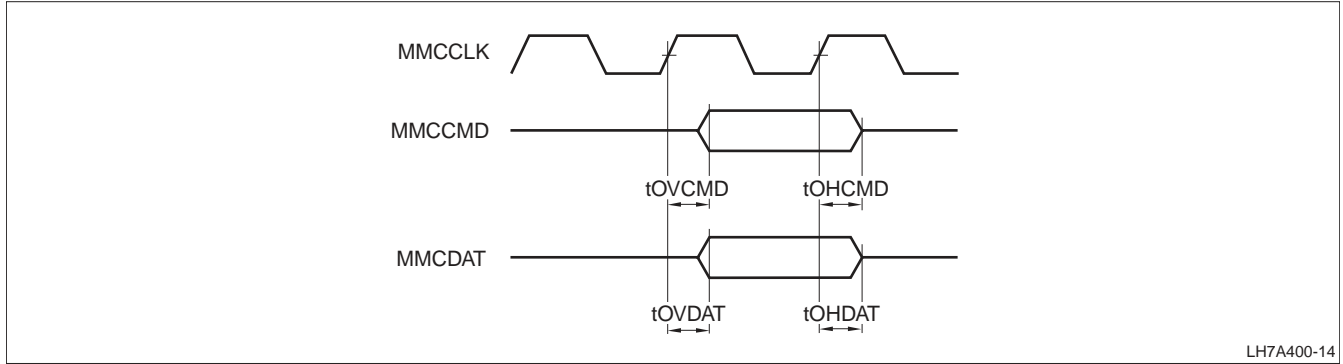 MMCCLK
MMCCMD
tOVCMD tOHCMD
MMCDAT
tOVDAT tOHDAT
LH7A400-14